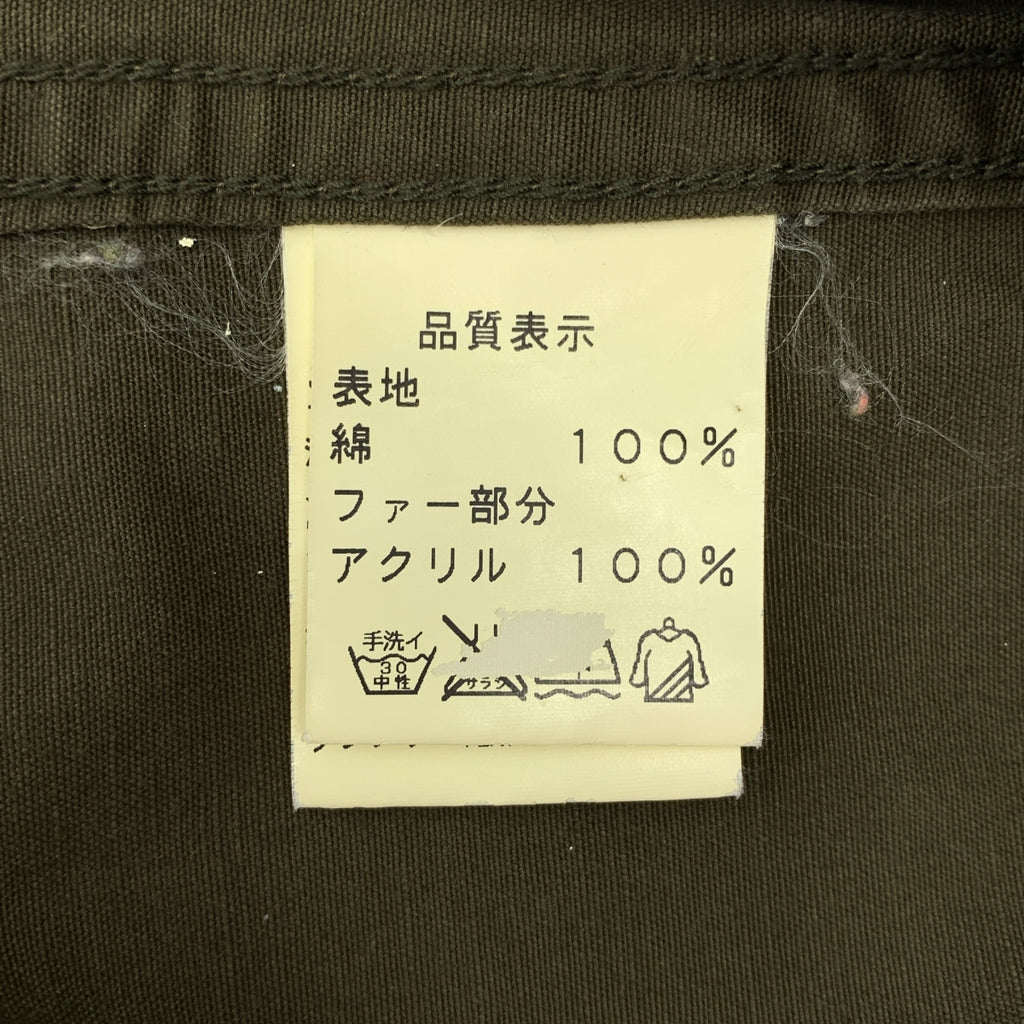 品質表示
表地
綿 100%
ファー部分
アクリル 100%
手洗イ
30
中性